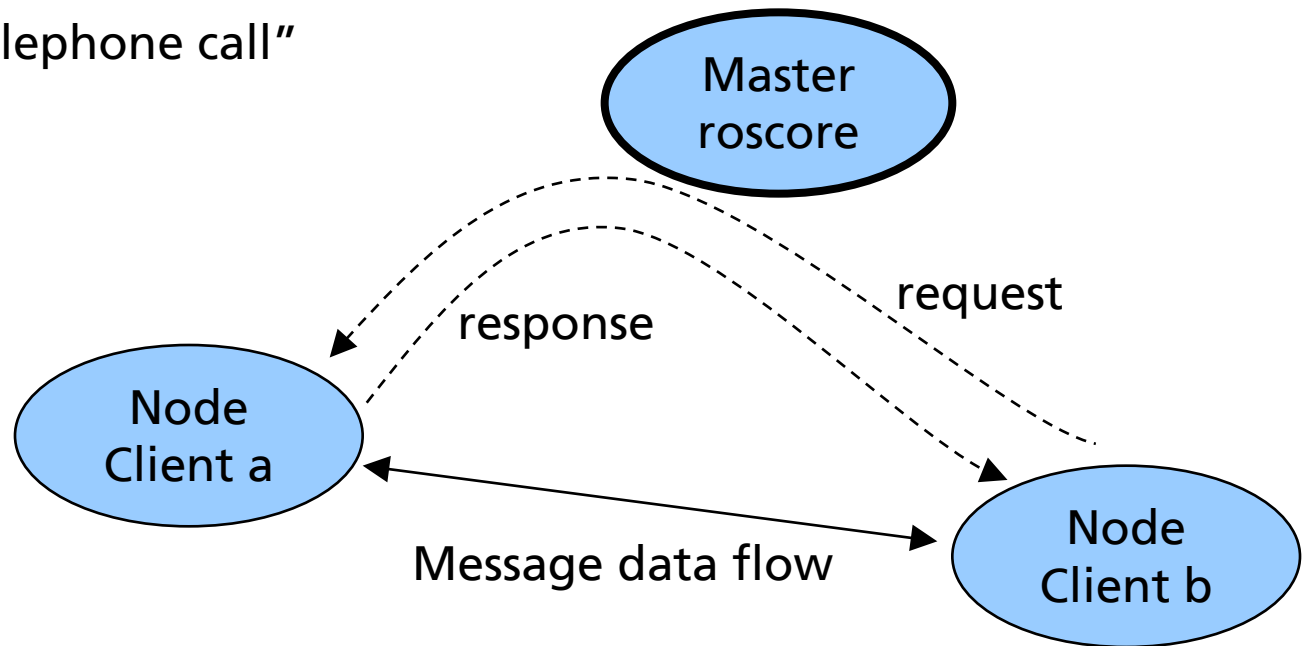 lephone call”
Master
roscore
request
response
Node
Client a
Message data flow
Node
Client b